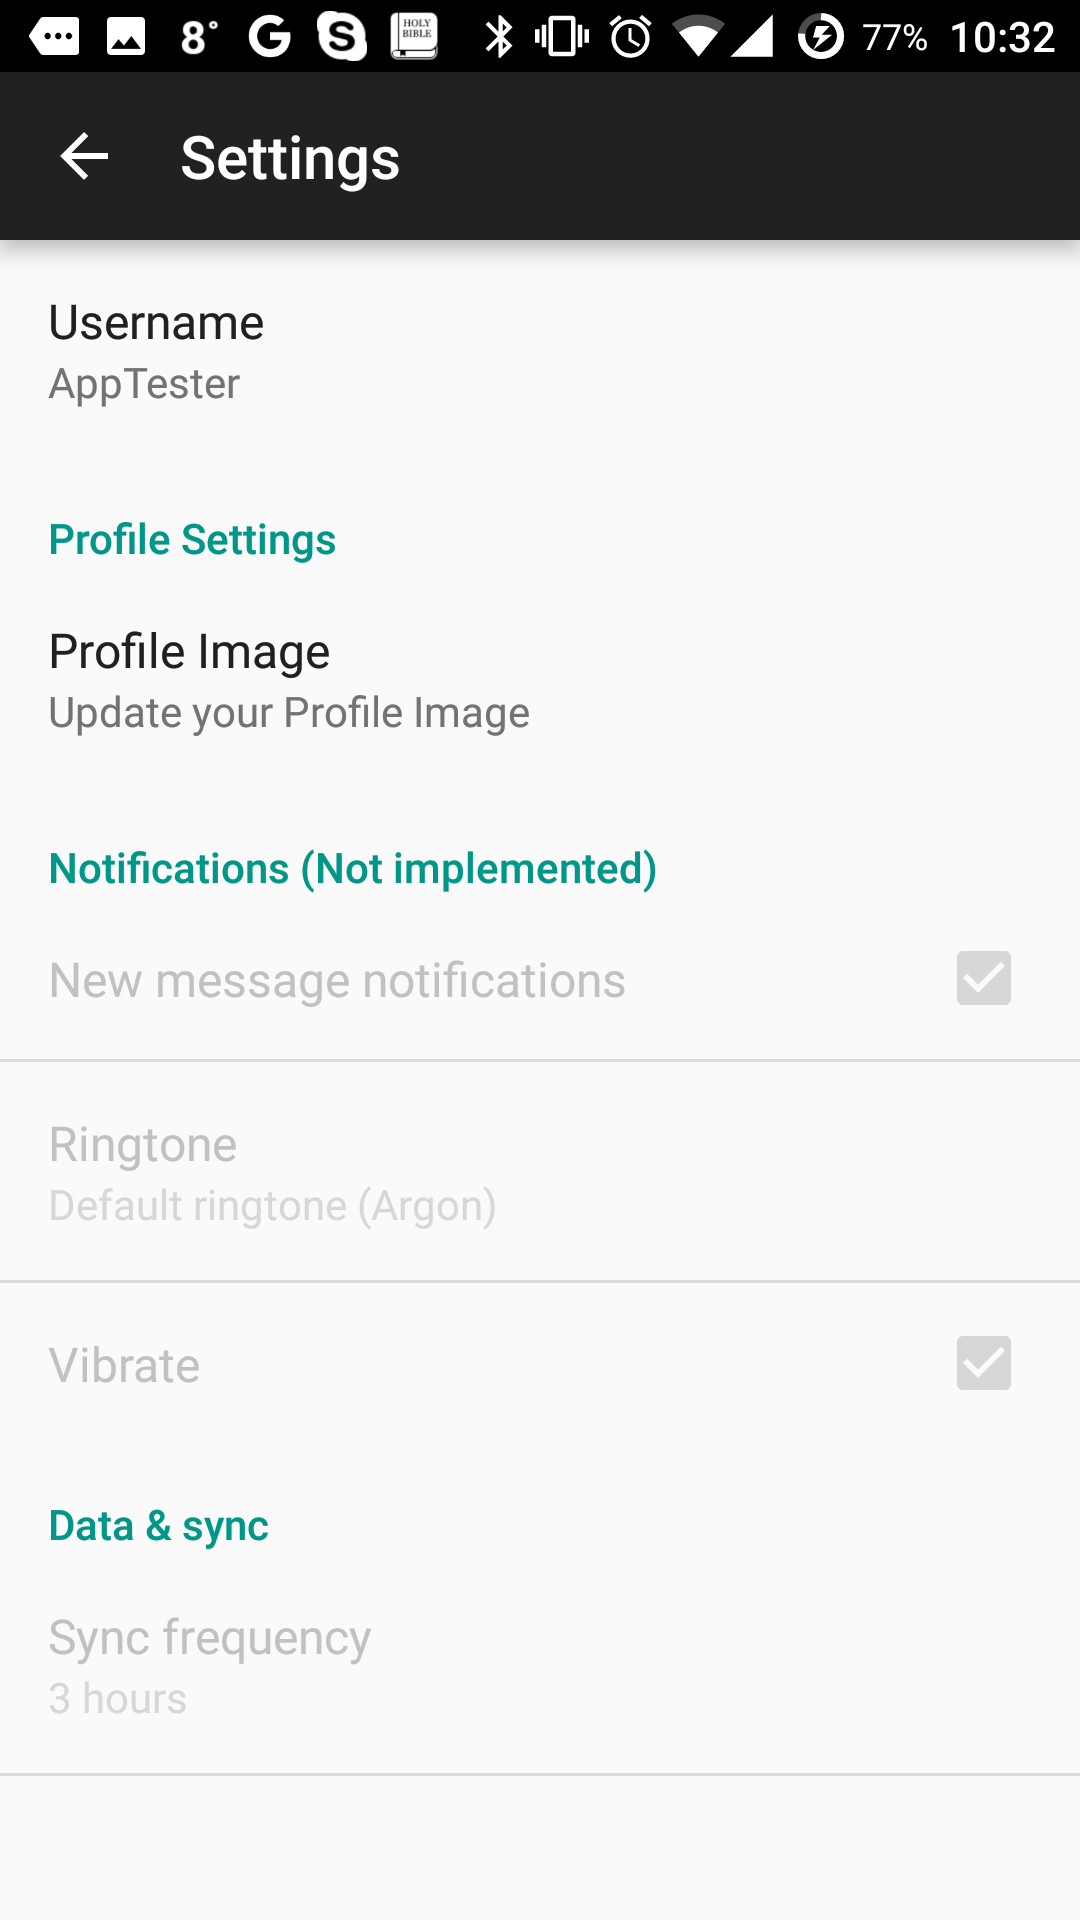 8° G S HOLY BIBLE 77% 10:32
Settings
Username
AppTester
Profile Settings
Profile Image
Update your Profile Image
Notifications (Not implemented)
New message notifications
Ringtone
Default ringtone (Argon)
Vibrate
Data & sync
Sync frequency
3 hours